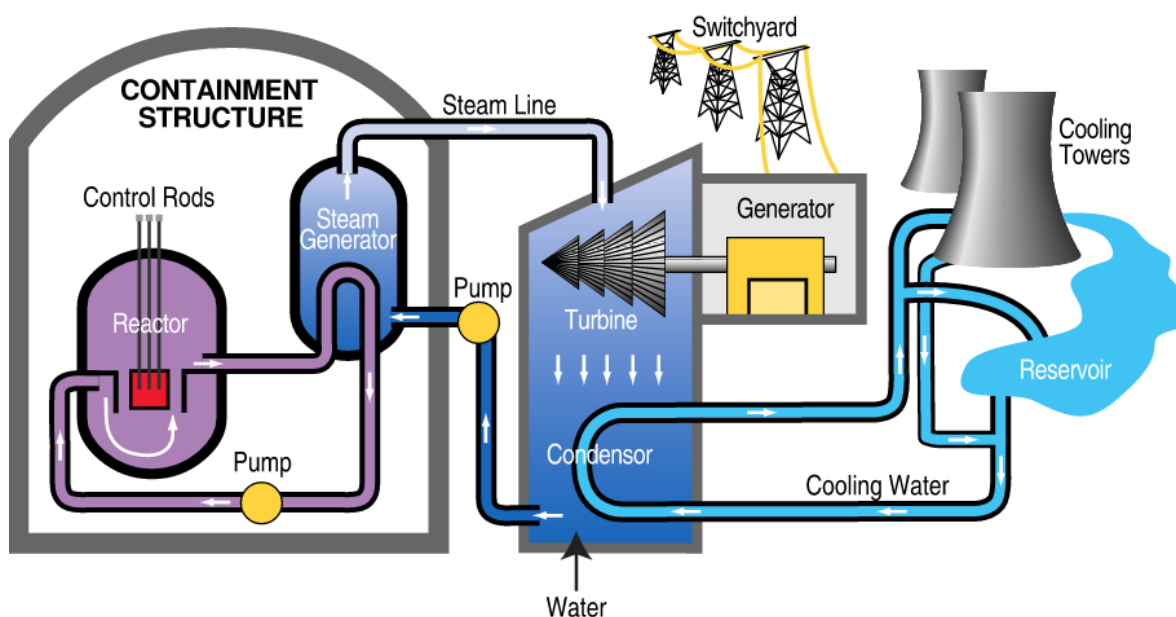 Switchyard
CONTAINMENT
STRUCTURE
Steam Line
Cooling
Towers
Control Rods
Steam
Generator
Generator
Pump
Reactor
Turbine
Reservoir
Condensor
Pump
Cooling Water
Water